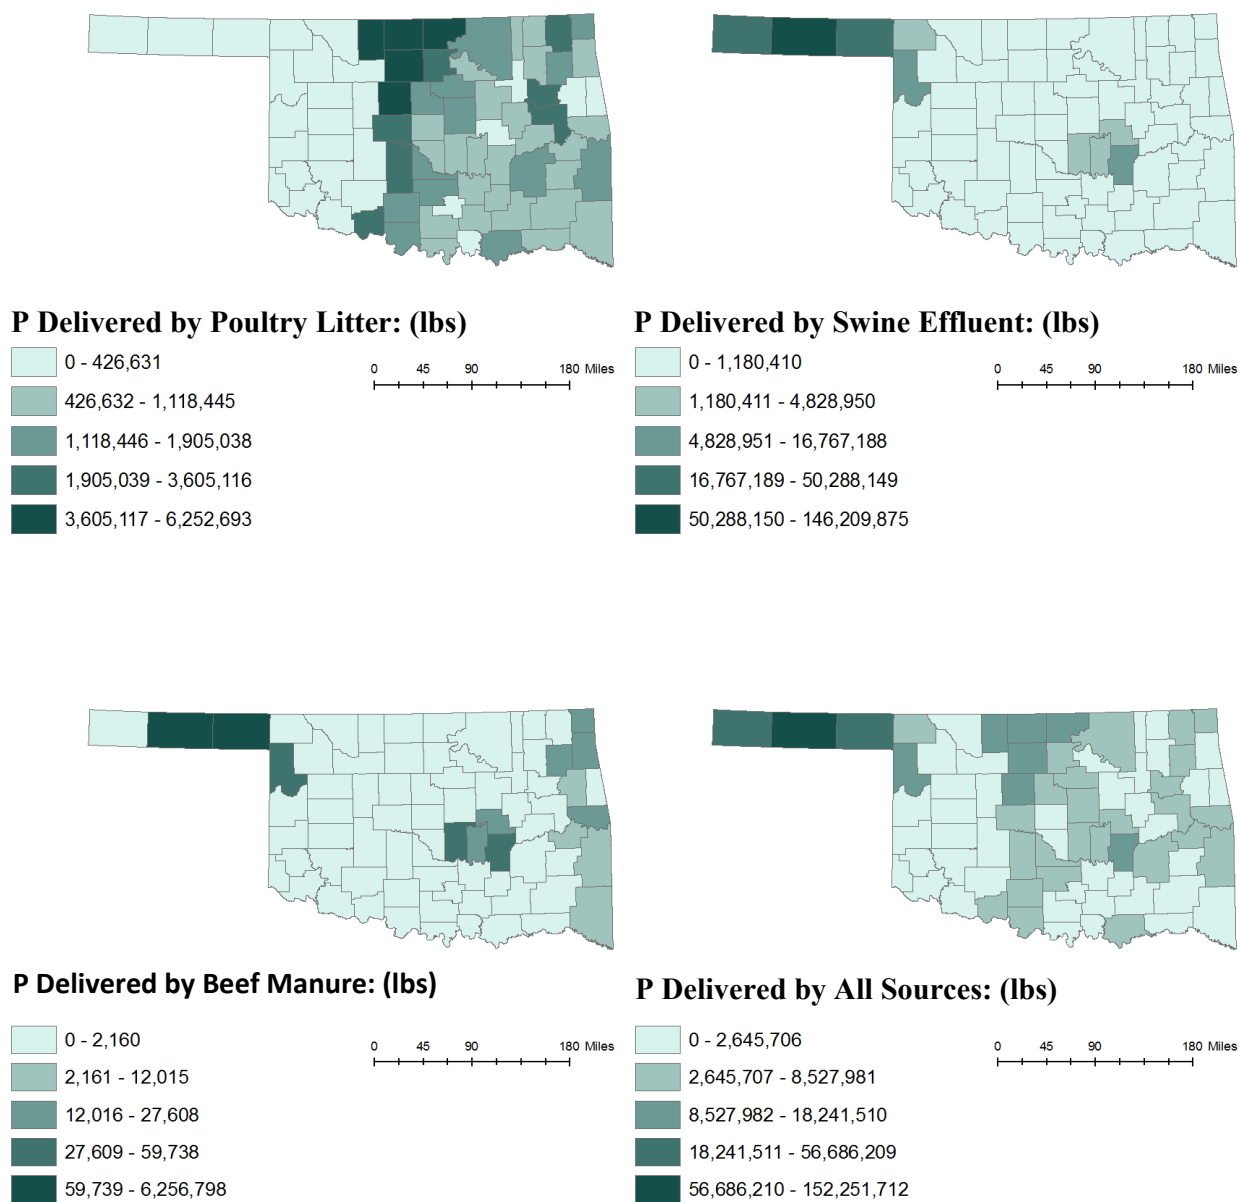 P Delivered by Poultry Litter: (lbs)
0 - 426,631
426,632 - 1,118,445
1,118,446 - 1,905,038
1,905,039 - 3,605,116
3,605,117 - 6,252,693
0 45 90 180 Miles
P Delivered by Swine Effluent: (lbs)
0 - 1,180,410
1,180,411 - 4,828,950
4,828,951 - 16,767,188
16,767,189 - 50,288,149
50,288,150 - 146,209,875
0 45 90 180 Miles
P Delivered by Beef Manure: (lbs)
0 - 2,160
2,161 - 12,015
12,016 - 27,608
27,609 - 59,738
59,739 - 6,256,798
0 45 90 180 Miles
P Delivered by All Sources: (lbs)
0 - 2,645,706
2,645,707 - 8,527,981
8,527,982 - 18,241,510
18,241,511 - 56,686,209
56,686,210 - 152,251,712
0 45 90 180 Miles